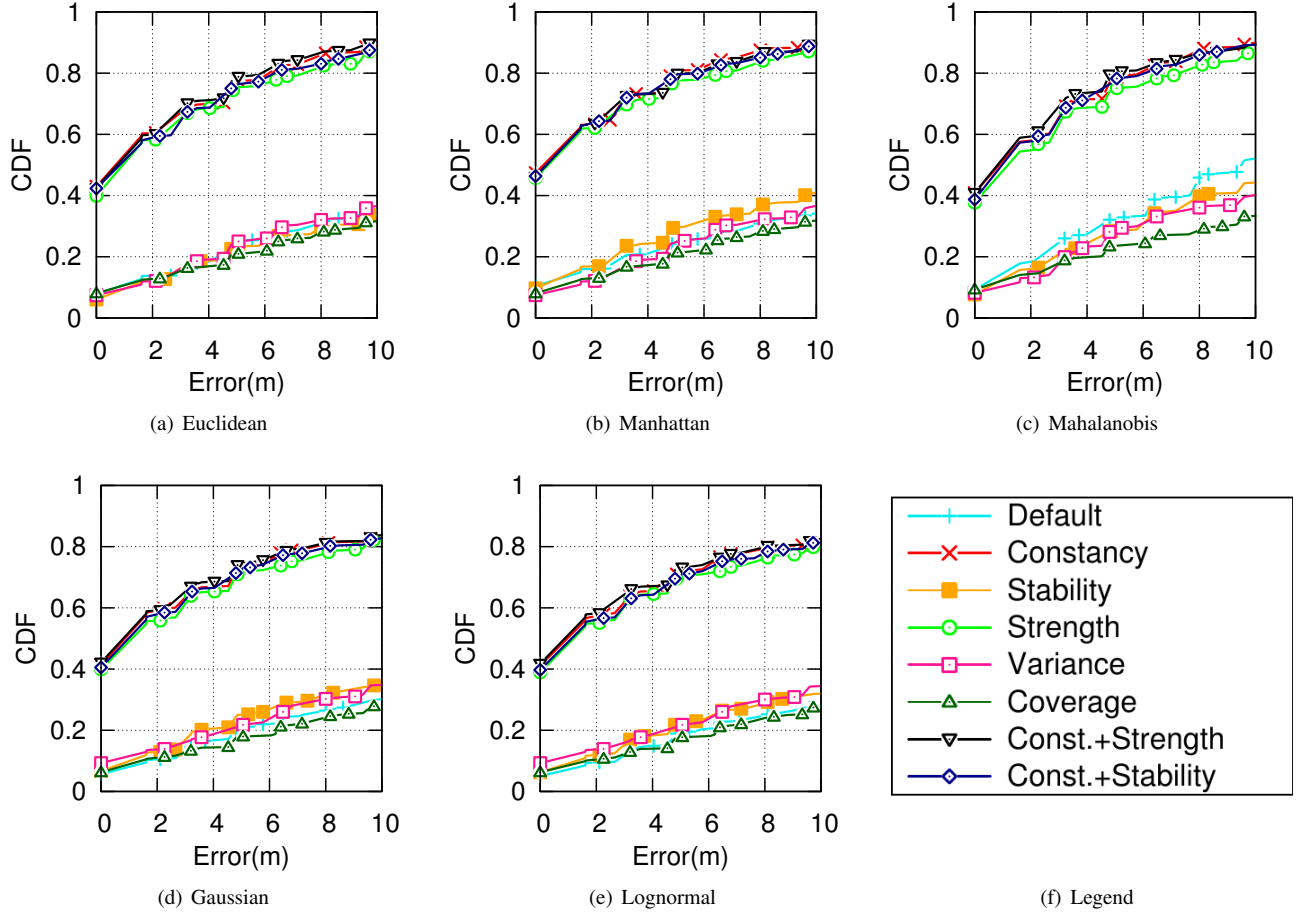 1
0.8
0.6
0.4
0.2
0
CDF
0 2 4 6 8 10
Error(m)
(a) Euclidean
1
0.8
0.6
0.4
0.2
0
CDF
0 2 4 6 8 10
Error(m)
(b) Manhattan
1
0.8
0.6
0.4
0.2
0
CDF
0 2 4 6 8 10
Error(m)
(c) Mahalanobis
1
0.8
0.6
0.4
0.2
0
CDF
0 2 4 6 8 10
Error(m)
(d) Gaussian
1
0.8
0.6
0.4
0.2
0
CDF
0 2 4 6 8 10
Error(m)
(e) Lognormal
Default
Constancy
Stability
Strength
Variance
Coverage
Const.+Strength
Const.+Stability
(f) Legend